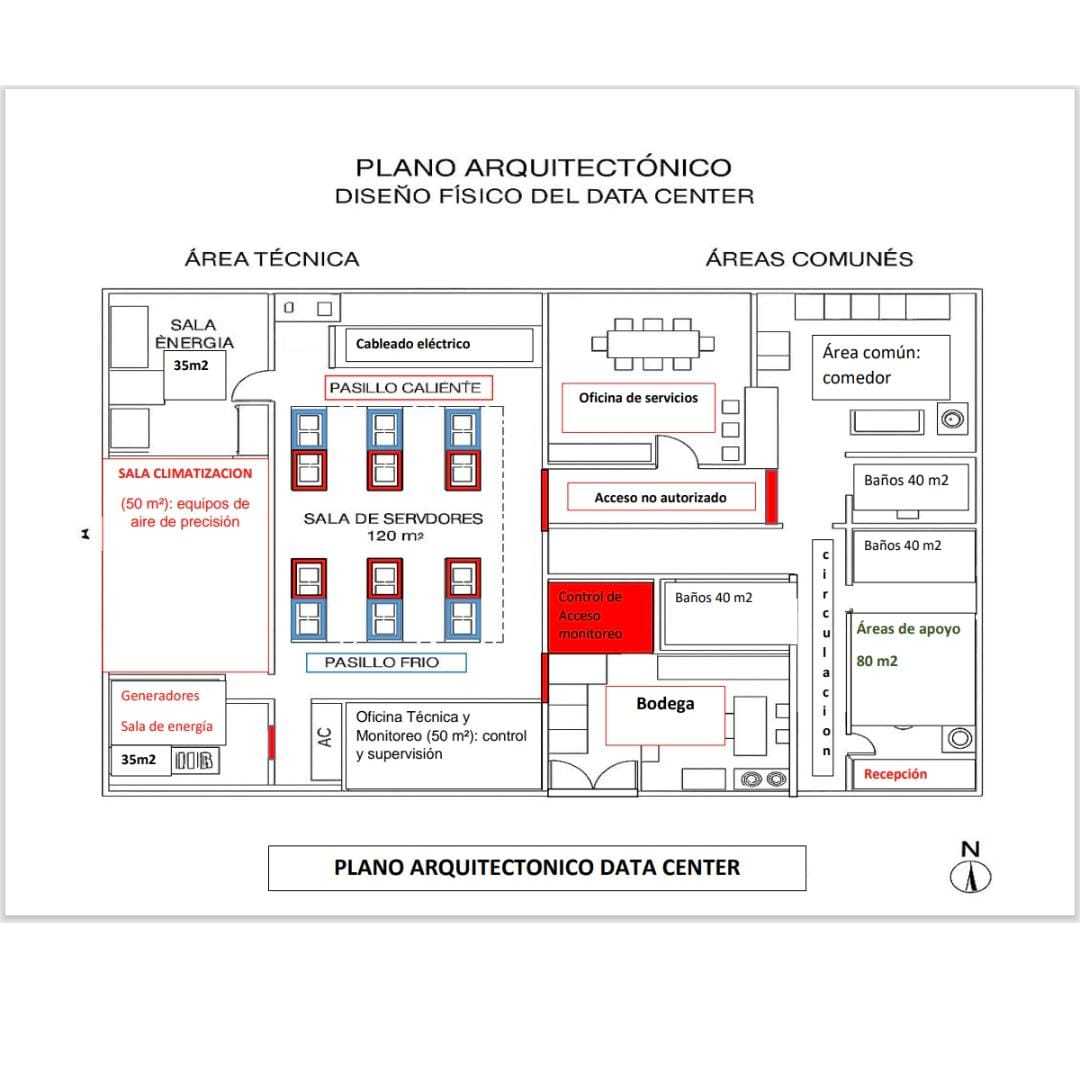 PLANO ARQUITECTÓNICO
DISEÑO FÍSICO DEL DATA CENTER
ÁREA TÉCNICA
ÁREAS COMUNÉS
SALA
ÈNERGIA
35m2
Cableado eléctrico
PASILLO CALIENTE
SALA CLIMATIZACION
(50 m²): equipos de
aire de precisión
SALA DE SERVDORES
120 m2
PASILLO FRIO
Generadores
Sala de energía
35m2
AC
Oficina Técnica y
Monitoreo (50 m²): control
y supervisión
Oficina de servicios
Acceso no autorizado
Control de
Acceso
monitoreo
Baños 40 m2
Bodega
Área común:
comedor
Baños 40 m2
Baños 40 m2
circulacion
Áreas de apoyo
80 m2
Recepción
PLANO ARQUITECTONICO DATA CENTER
N